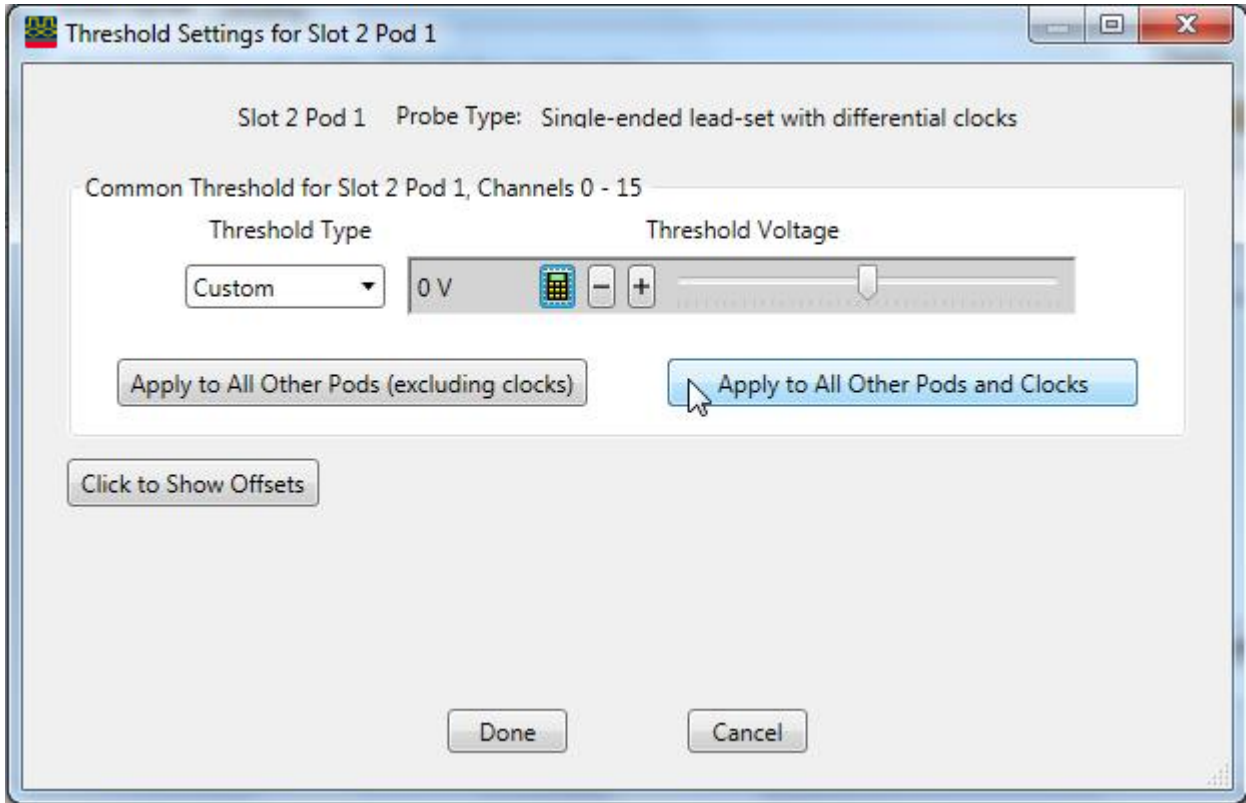 Threshold Settings for Slot 2 Pod 1
Slot 2 Pod 1 Probe Type: Single-ended lead-set with differential clocks
Common Threshold for Slot 2 Pod 1, Channels 0 - 15
Threshold Type Threshold Voltage
Custom 0 V - +
Apply to All Other Pods (excluding clocks) Apply to All Other Pods and Clocks
Click to Show Offsets
Done Cancel